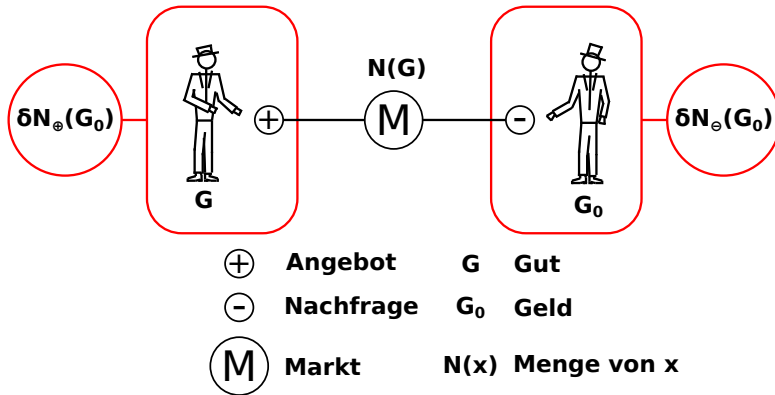 N(G)
δN⊕(G₀)
+
M
-
δN⊖(G₀)
G
G₀
+ Angebot G Gut
- Nachfrage G₀ Geld
M Markt N(x) Menge von x